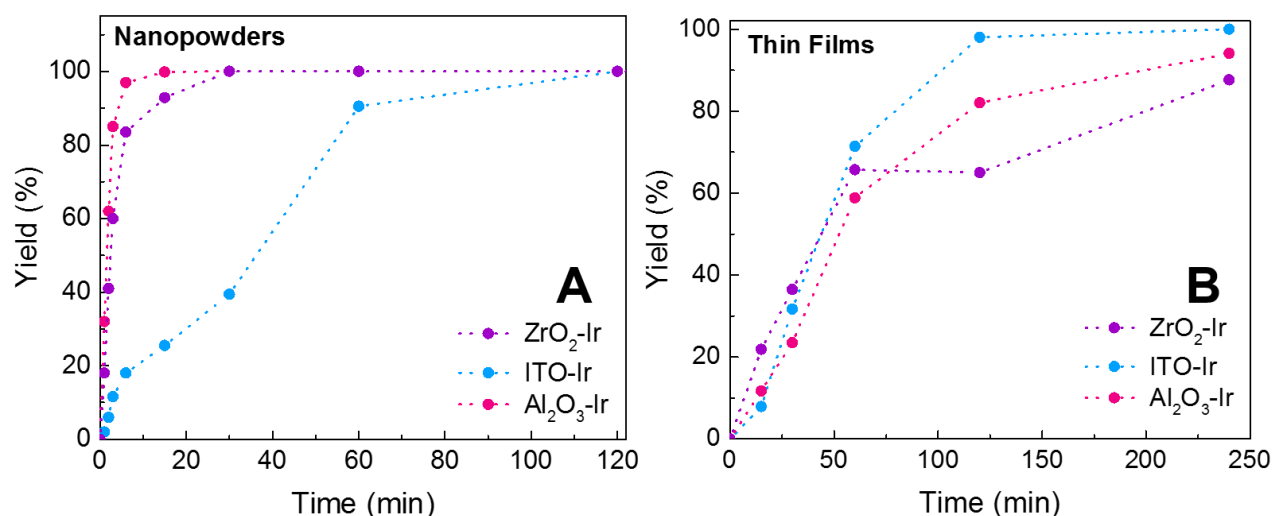 Nanopowders
Yield (%)
100
80
60
40
20
0
0 20 40 60 80 100 120
Time (min)
A
ZrO₂-Ir
ITO-Ir
Al₂O₃-Ir
Thin Films
Yield (%)
100
80
60
40
20
0
0 50 100 150 200 250
Time (min)
B
ZrO₂-Ir
ITO-Ir
Al₂O₃-Ir